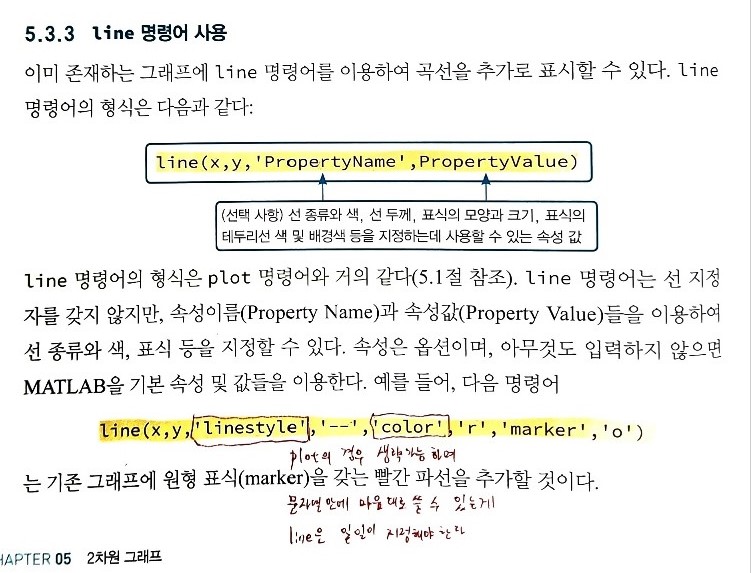 5.3.3 line 명령어 사용
이미 존재하는 그래프에 line 명령어를 이용하여 곡선을 추가로 표시할 수 있다. line
명령어의 형식은 다음과 같다:
line(x,y,'PropertyName',PropertyValue)
(선택 사항) 선 종류와 색, 선 두께, 표식의 모양과 크기, 표식의
테두리선 색 및 배경색 등을 지정하는데 사용할 수 있는 속성 값
line 명령어의 형식은 plot 명령어와 거의 같다(5.1절 참조). line 명령어는 선 지정
자를 갖지 않지만, 속성이름(Property Name)과 속성값(Property Value)들을 이용하여
선 종류와 색, 표식 등을 지정할 수 있다. 속성은 옵션이며, 아무것도 입력하지 않으면
MATLAB을 기본 속성 및 값들을 이용한다. 예를 들어, 다음 명령어
line(x,y,'linestyle','--','color','r','marker','o')
plot의 경우 생략가능하며
는 기존 그래프에 원형 표식(marker)을 갖는 빨간 파선을 추가할 것이다.
문자열 안에 마음대로 쓸 수 있는게
line은 일일이 지정해야 한다
HAPTER 05 2차원 그래프